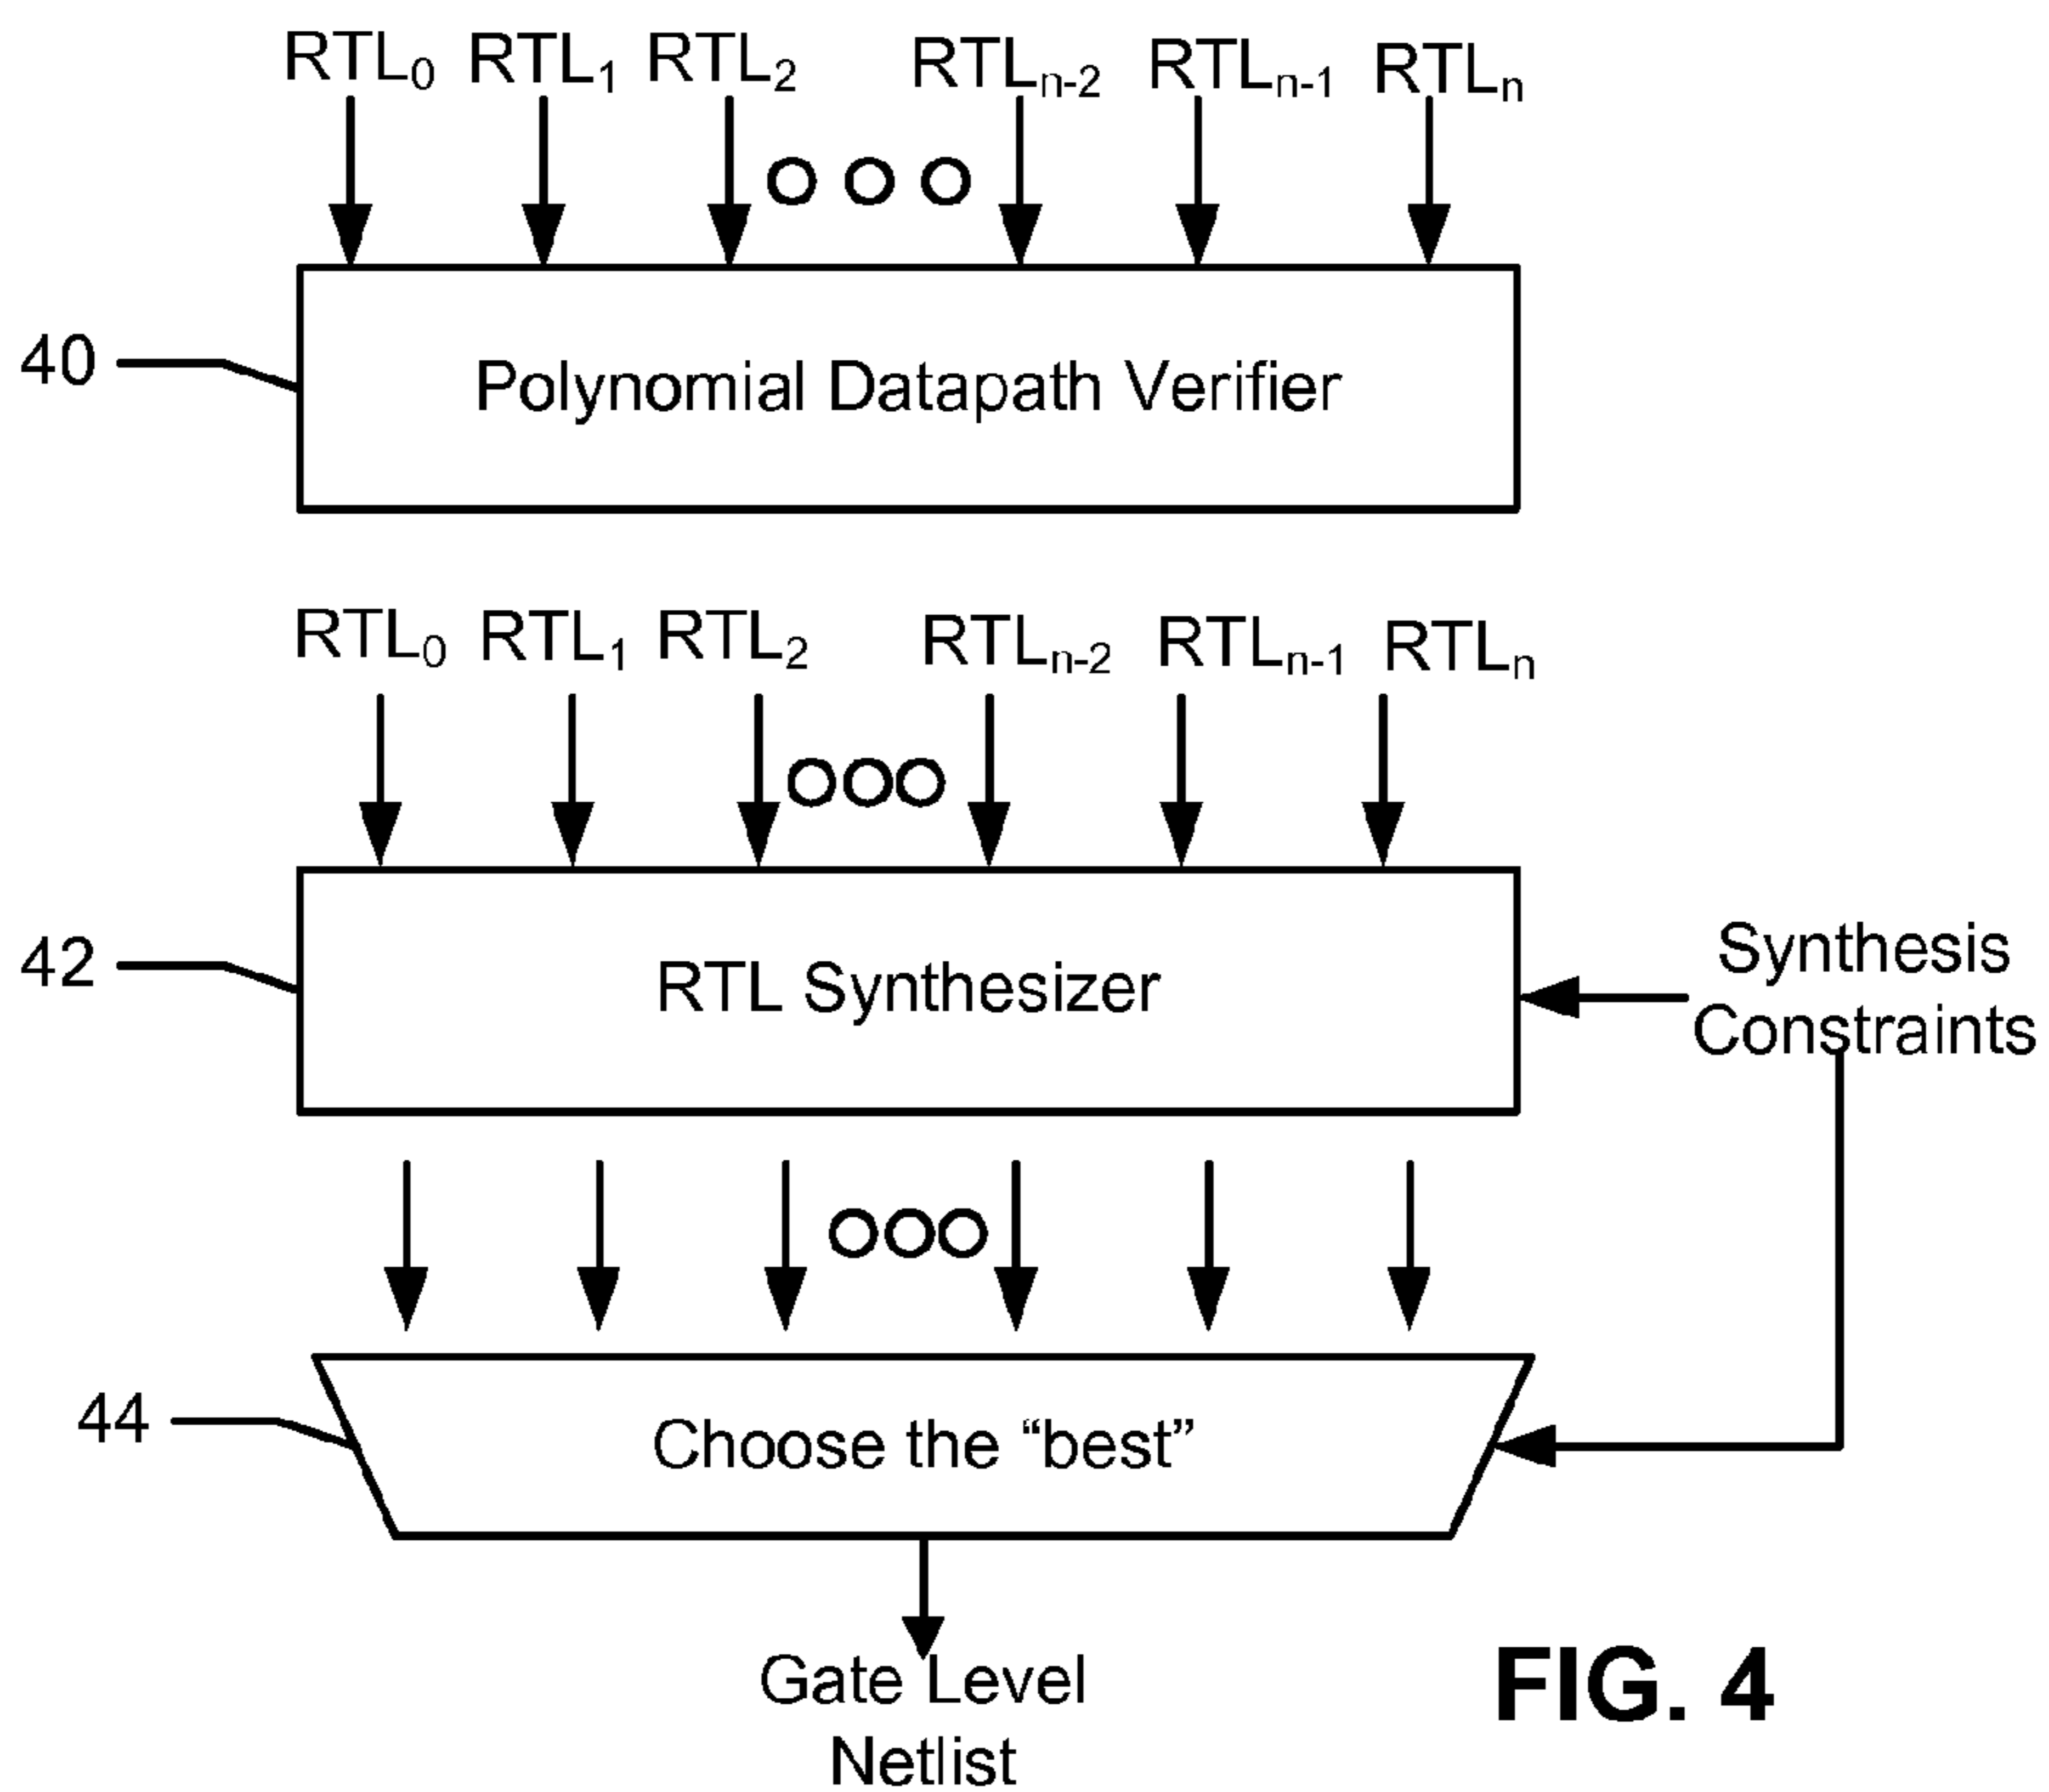 RTL0 RTL1 RTL2 RTLn-2 RTLn-1 RTLn
40
Polynomial Datapath Verifier
RTL0 RTL1 RTL2 RTLn-2 RTLn-1 RTLn
42
RTL Synthesizer
Synthesis
Constraints
44
Choose the “best”
Gate Level
Netlist
FIG. 4